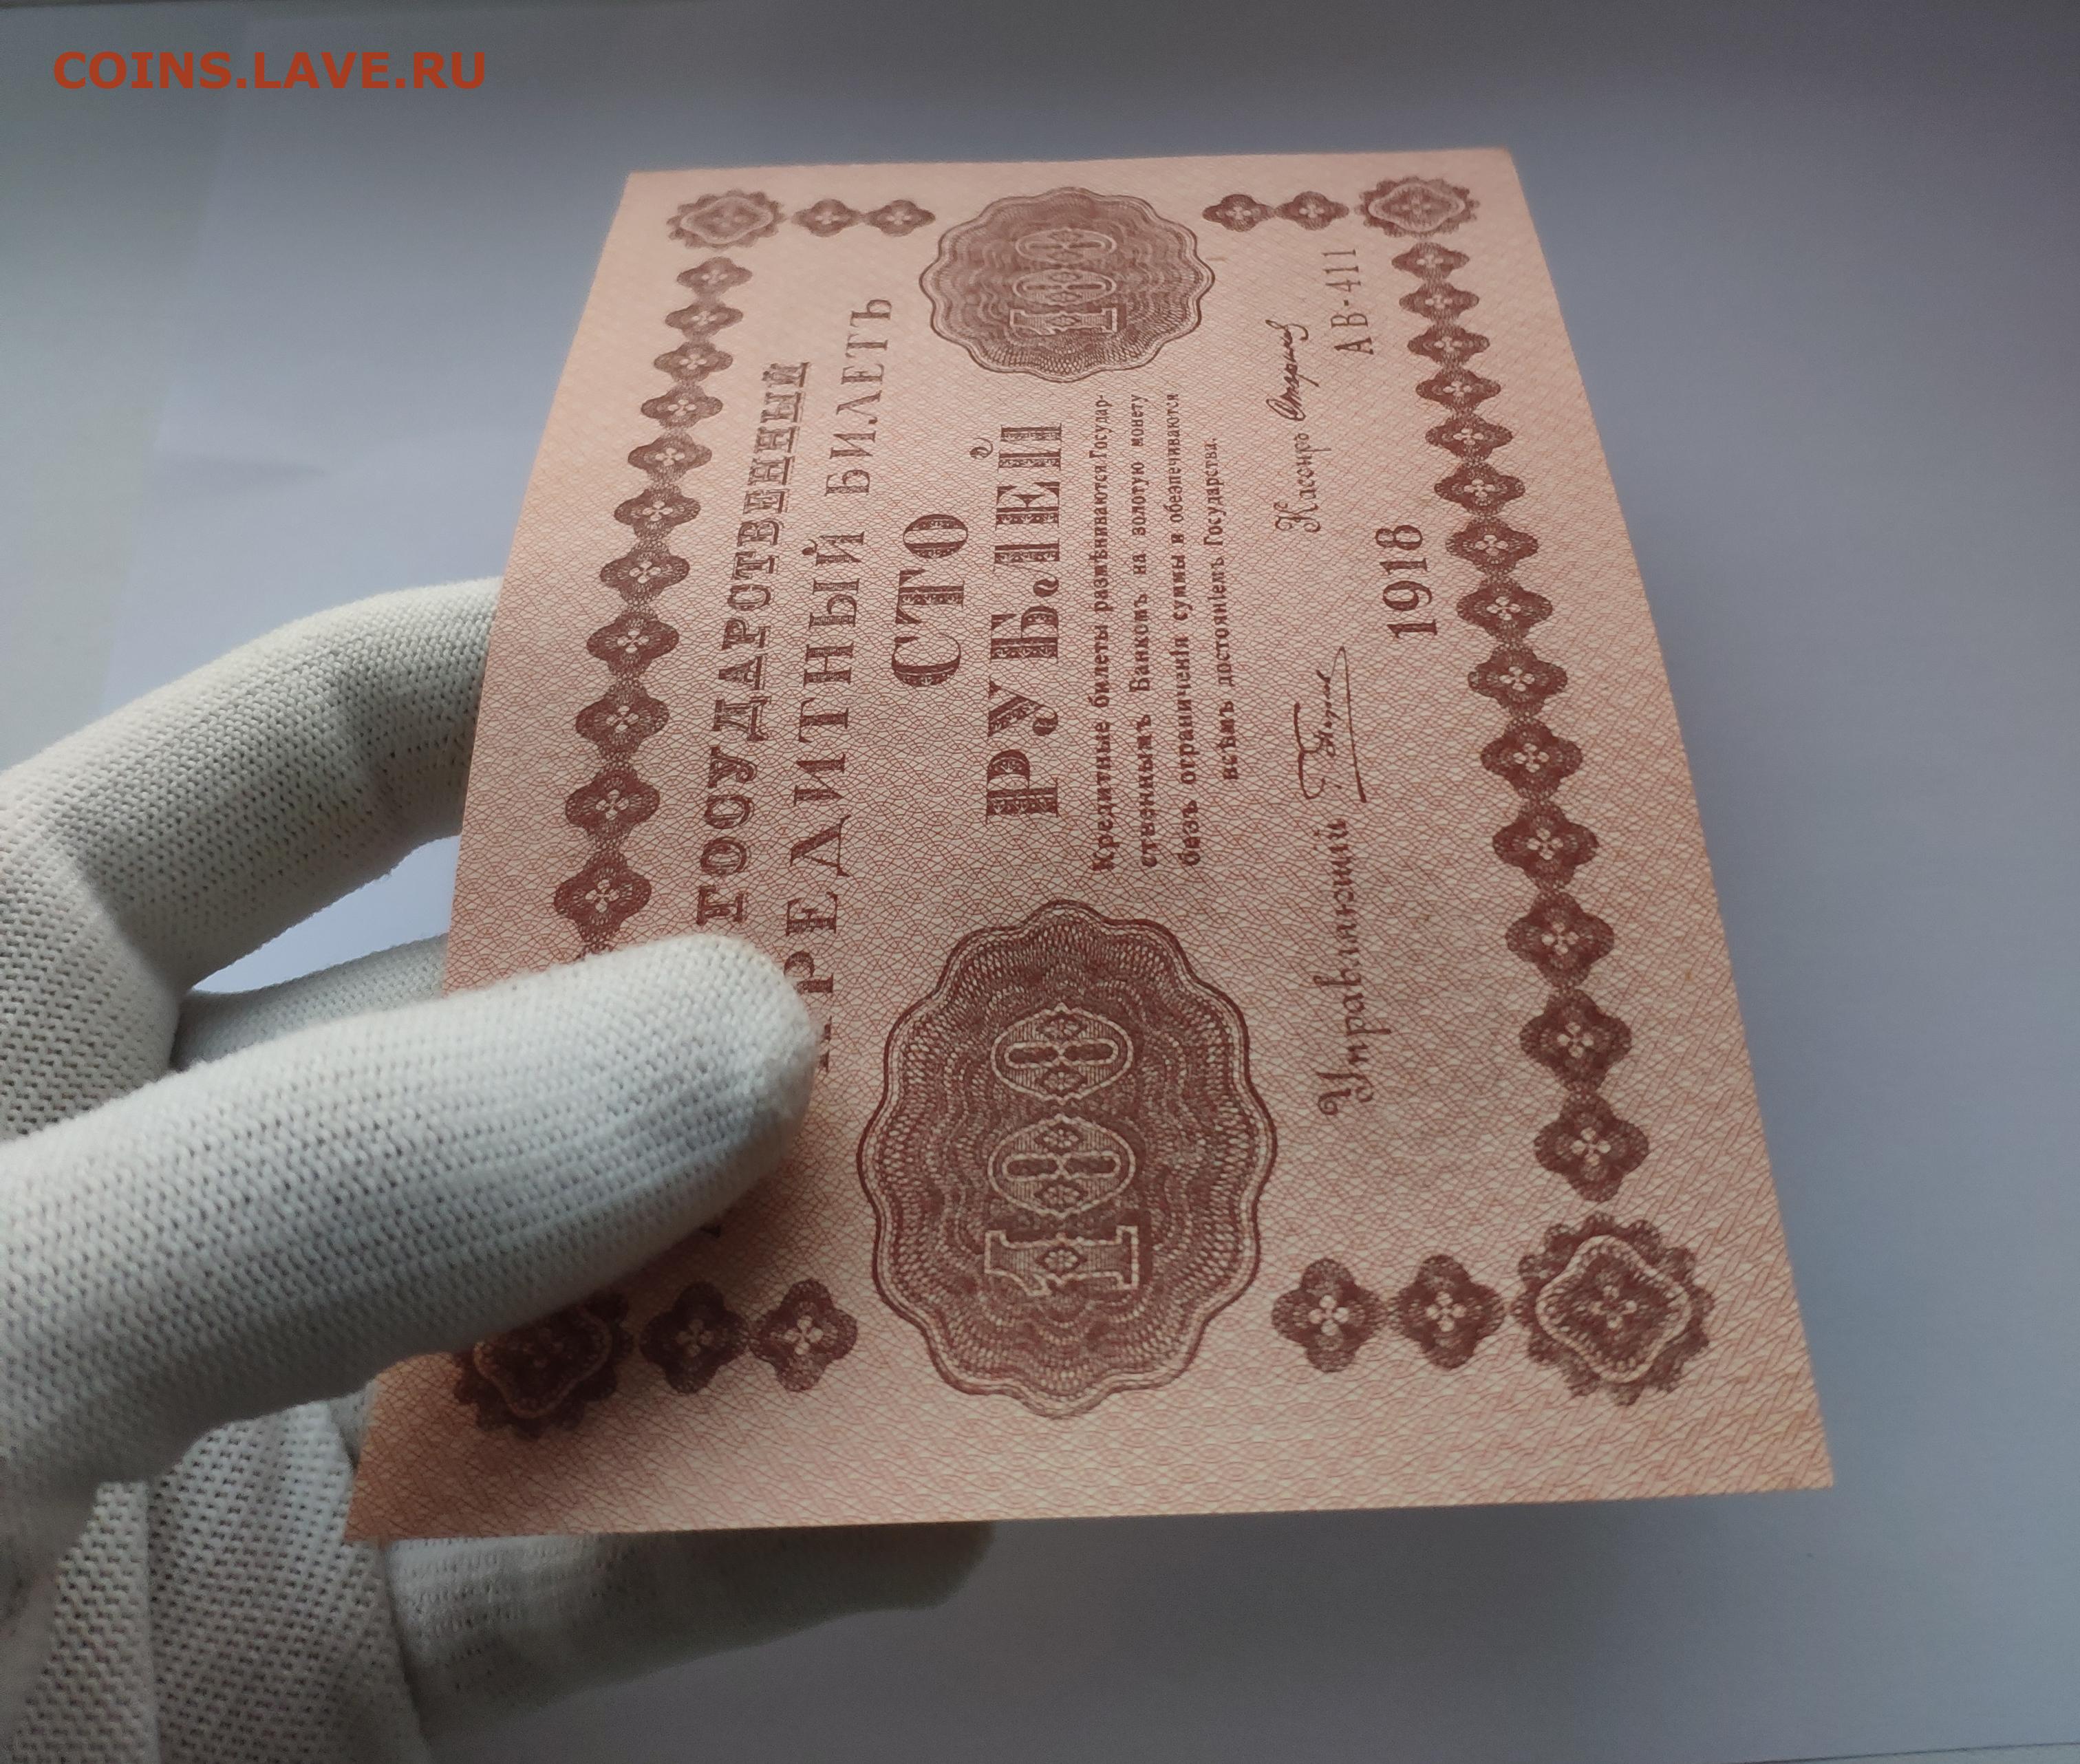 COINS.LAVE.RU
ГОСУДАРСТВЕННЫЙ
КРЕДИТНЫЙ БИЛЕТЪ
СТО
РУБЛЕЙ
100
100
Кредитные билеты размѣниваются Государ-
ственнымъ Банкомъ на золотую монету
безъ ограниченія суммы и обезпечиваются
всѣмъ достояніемъ Государства.
Управляющій
Кассиръ
АВ-411
1918